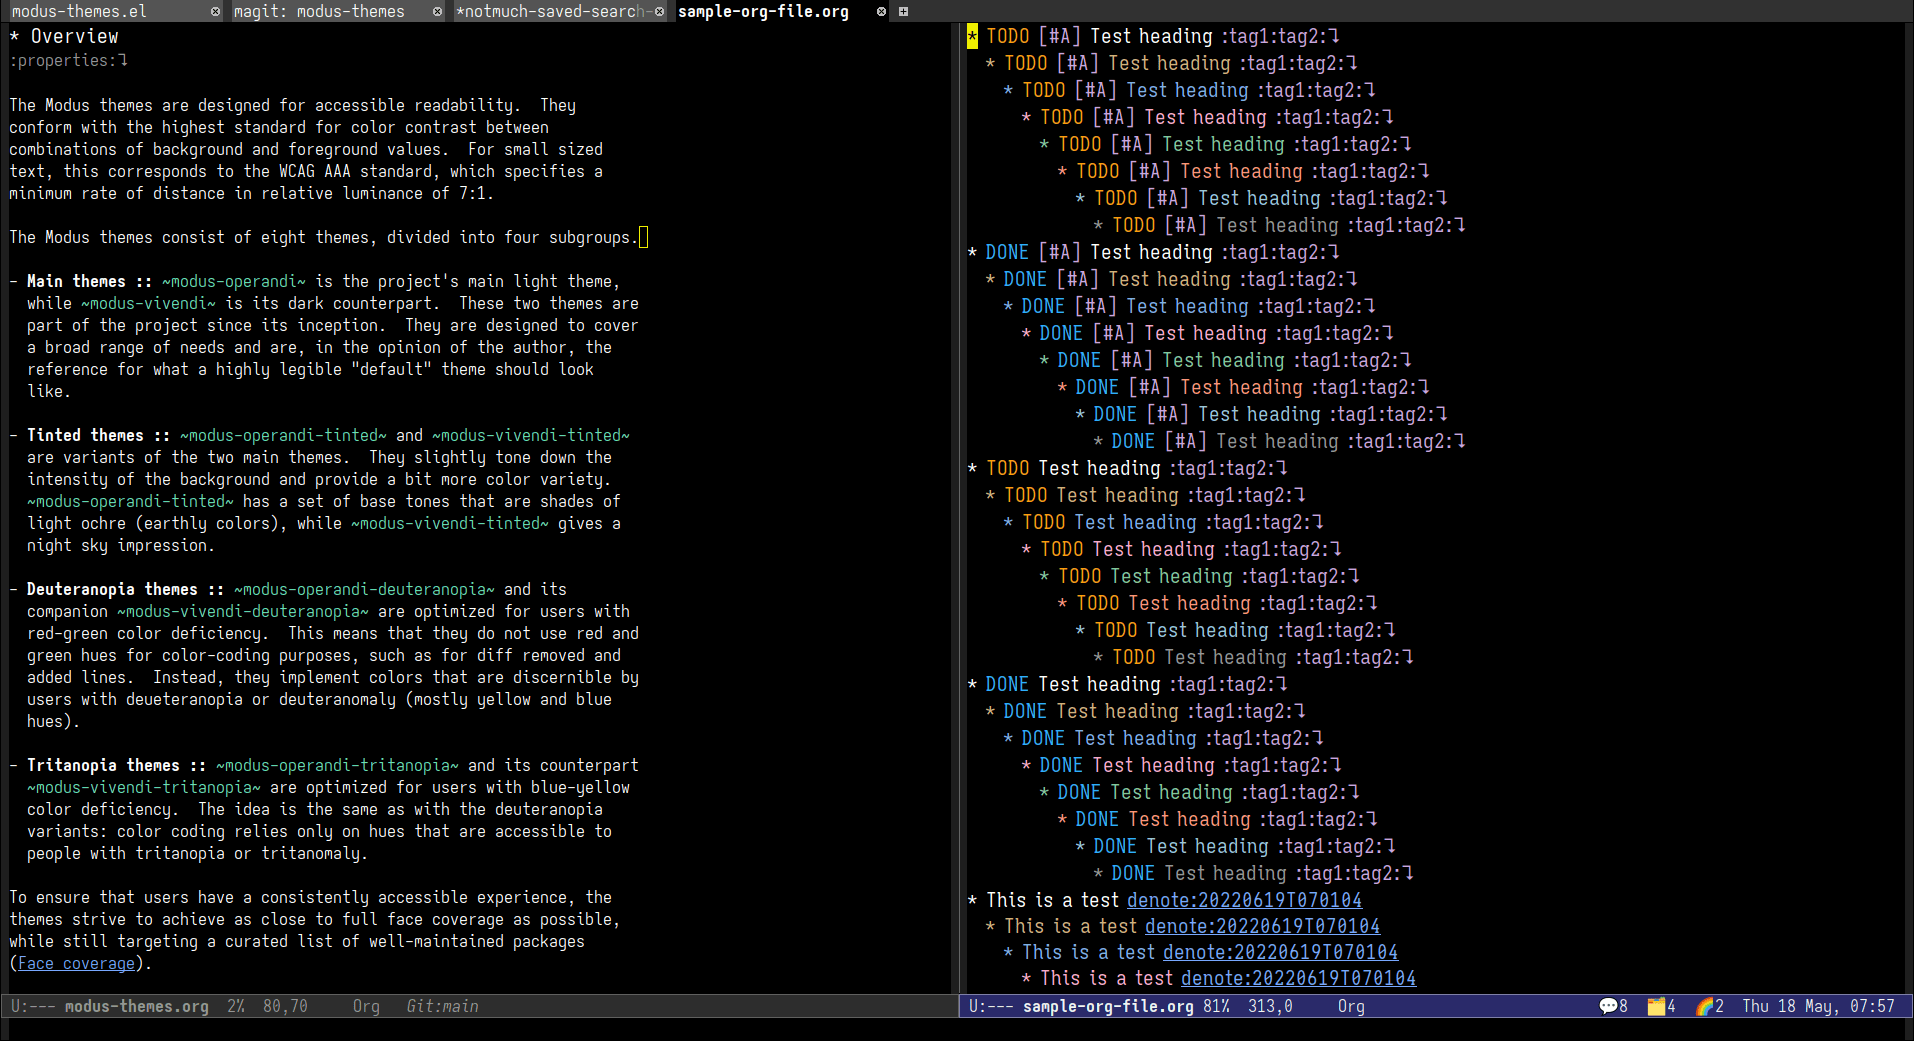 modus-themes.el magit: modus-themes *notmuch-saved-search- sample-org-file.org
* Overview
:properties:⤵

The Modus themes are designed for accessible readability.  They
conform with the highest standard for color contrast between
combinations of background and foreground values.  For small sized
text, this corresponds to the WCAG AAA standard, which specifies a
minimum rate of distance in relative luminance of 7:1.

The Modus themes consist of eight themes, divided into four subgroups.

- Main themes :: ~modus-operandi~ is the project's main light theme,
  while ~modus-vivendi~ is its dark counterpart.  These two themes are
  part of the project since its inception.  They are designed to cover
  a broad range of needs and are, in the opinion of the author, the
  reference for what a highly legible "default" theme should look
  like.

- Tinted themes :: ~modus-operandi-tinted~ and ~modus-vivendi-tinted~
  are variants of the two main themes.  They slightly tone down the
  intensity of the background and provide a bit more color variety.
  ~modus-operandi-tinted~ has a set of base tones that are shades of
  light ochre (earthly colors), while ~modus-vivendi-tinted~ gives a
  night sky impression.

- Deuteranopia themes :: ~modus-operandi-deuteranopia~ and its
  companion ~modus-vivendi-deuteranopia~ are optimized for users with
  red-green color deficiency.  This means that they do not use red and
  green hues for color-coding purposes, such as for diff removed and
  added lines.  Instead, they implement colors that are discernible by
  users with deueteranopia or deuteranomaly (mostly yellow and blue
  hues).

- Tritanopia themes :: ~modus-operandi-tritanopia~ and its counterpart
  ~modus-vivendi-tritanopia~ are optimized for users with blue-yellow
  color deficiency.  The idea is the same as with the deuteranopia
  variants: color coding relies only on hues that are accessible to
  people with tritanopia or tritanomaly.

To ensure that users have a consistently accessible experience, the
themes strive to achieve as close to full face coverage as possible,
while still targeting a curated list of well-maintained packages
(Face coverage).
U:--- modus-themes.org 2% 80,70 Org Git:main
* TODO [#A] Test heading :tag1:tag2:⤵
  * TODO [#A] Test heading :tag1:tag2:⤵
    * TODO [#A] Test heading :tag1:tag2:⤵
      * TODO [#A] Test heading :tag1:tag2:⤵
        * TODO [#A] Test heading :tag1:tag2:⤵
          * TODO [#A] Test heading :tag1:tag2:⤵
            * TODO [#A] Test heading :tag1:tag2:⤵
              * TODO [#A] Test heading :tag1:tag2:⤵
* DONE [#A] Test heading :tag1:tag2:⤵
  * DONE [#A] Test heading :tag1:tag2:⤵
    * DONE [#A] Test heading :tag1:tag2:⤵
      * DONE [#A] Test heading :tag1:tag2:⤵
        * DONE [#A] Test heading :tag1:tag2:⤵
          * DONE [#A] Test heading :tag1:tag2:⤵
            * DONE [#A] Test heading :tag1:tag2:⤵
              * DONE [#A] Test heading :tag1:tag2:⤵
* TODO Test heading :tag1:tag2:⤵
  * TODO Test heading :tag1:tag2:⤵
    * TODO Test heading :tag1:tag2:⤵
      * TODO Test heading :tag1:tag2:⤵
        * TODO Test heading :tag1:tag2:⤵
          * TODO Test heading :tag1:tag2:⤵
            * TODO Test heading :tag1:tag2:⤵
              * TODO Test heading :tag1:tag2:⤵
* DONE Test heading :tag1:tag2:⤵
  * DONE Test heading :tag1:tag2:⤵
    * DONE Test heading :tag1:tag2:⤵
      * DONE Test heading :tag1:tag2:⤵
        * DONE Test heading :tag1:tag2:⤵
          * DONE Test heading :tag1:tag2:⤵
            * DONE Test heading :tag1:tag2:⤵
              * DONE Test heading :tag1:tag2:⤵
* This is a test denote:20220619T070104
  * This is a test denote:20220619T070104
    * This is a test denote:20220619T070104
      * This is a test denote:20220619T070104
U:--- sample-org-file.org 81% 313,0 Org 💬8 🗂️4 🌈2 Thu 18 May, 07:57